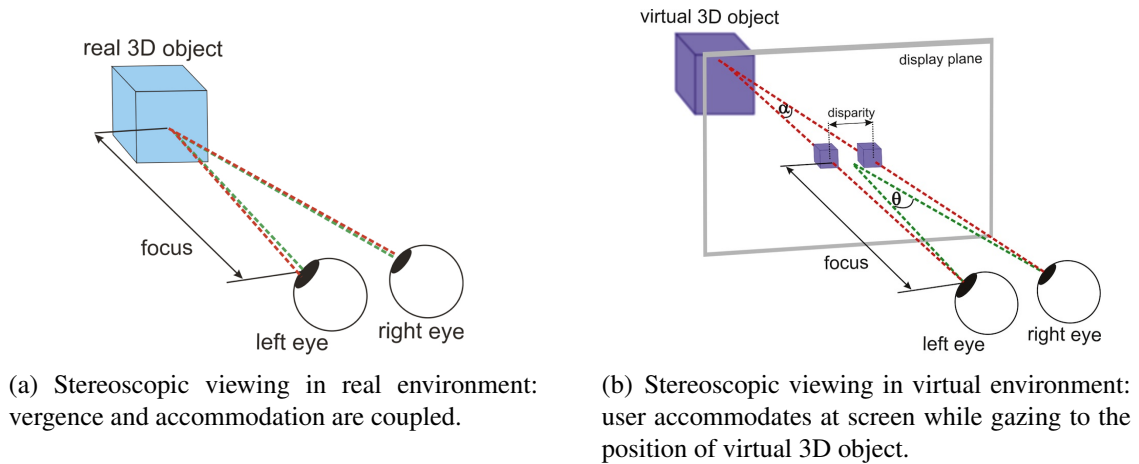 real 3D object
focus
left eye
right eye
(a) Stereoscopic viewing in real environment:
vergence and accommodation are coupled.
virtual 3D object
display plane
α
disparity
θ
focus
left eye
right eye
(b) Stereoscopic viewing in virtual environment:
user accommodates at screen while gazing to the
position of virtual 3D object.